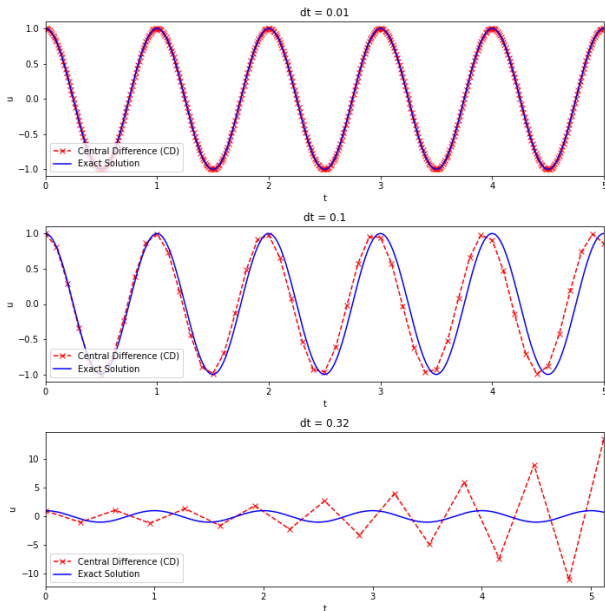 dt = 0.01
1.0
0.5
0.0
-0.5
-1.0
u
Central Difference (CD)
Exact Solution
0 1 2 3 4 5
t
dt = 0.1
1.0
0.5
0.0
-0.5
-1.0
u
Central Difference (CD)
Exact Solution
0 1 2 3 4 5
t
dt = 0.32
10
5
0
-5
-10
u
Central Difference (CD)
Exact Solution
0 1 2 3 4 5
t